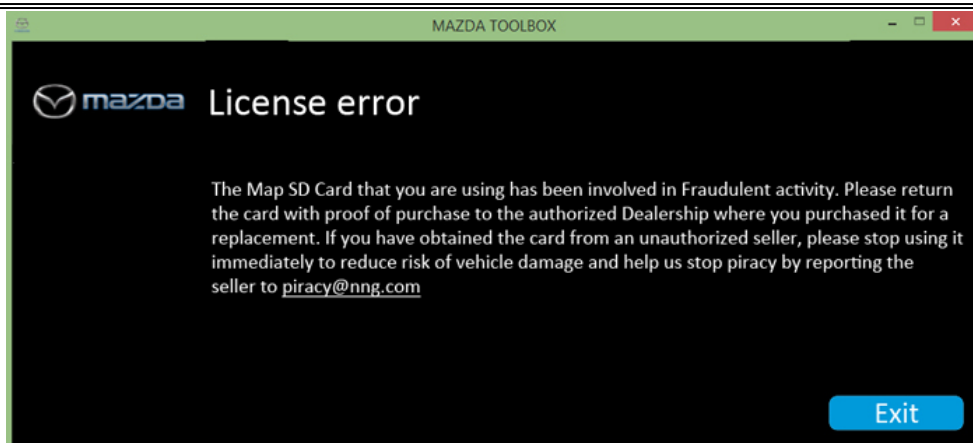 MAZDA TOOLBOX
mazda License error
The Map SD Card that you are using has been involved in Fraudulent activity. Please return
the card with proof of purchase to the authorized Dealership where you purchased it for a
replacement. If you have obtained the card from an unauthorized seller, please stop using it
immediately to reduce risk of vehicle damage and help us stop piracy by reporting the
seller to piracy@nng.com
Exit